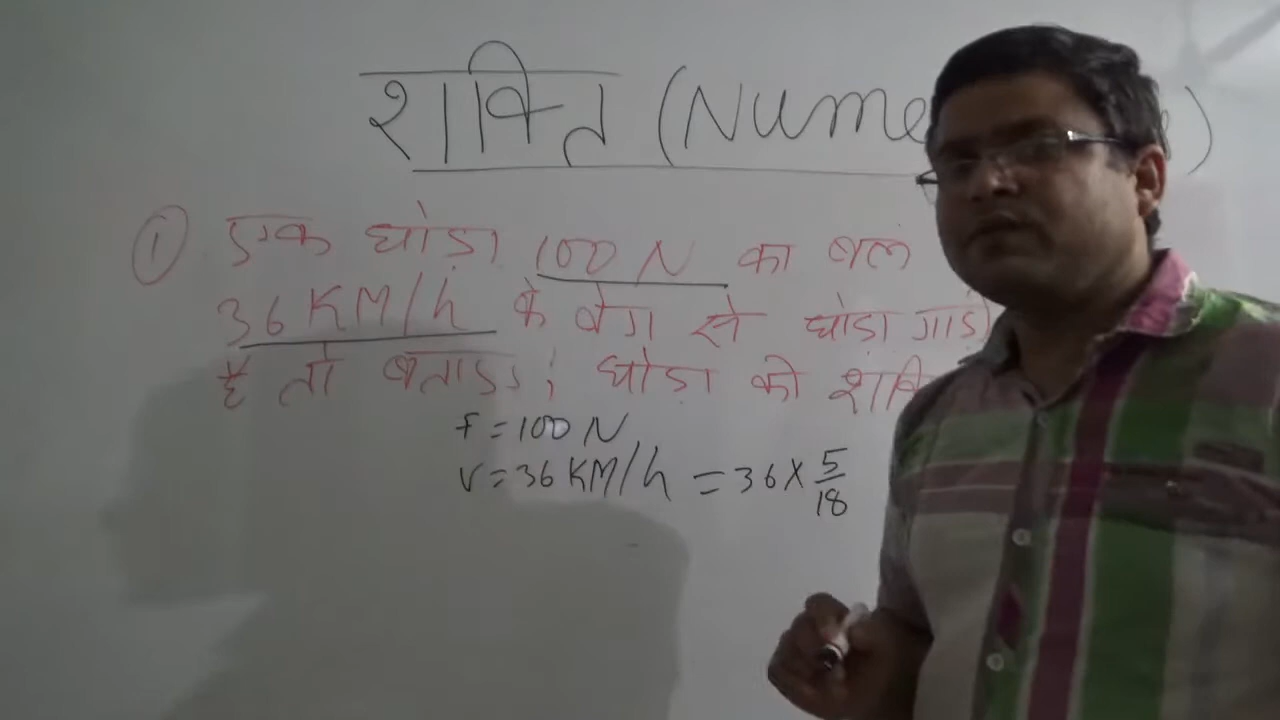 शक्ति (Nume
① एक घोड़ा 100 N का बल
36 KM/h के वेग से घोडा गाडी
है तो बताइए; घोडा की शक्ति
F = 100 N
v = 36 KM/h = 36 × 5/18